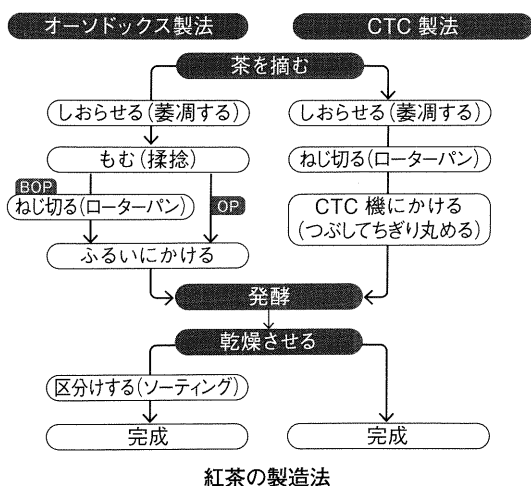 オーソドックス製法
CTC 製法
茶を摘む
しおらせる(萎凋する)
しおらせる(萎凋する)
もむ(揉捻)
ねじ切る(ローターパン)
BOP
ねじ切る(ローターパン)
OP
CTC 機にかける
(つぶしてちぎり丸める)
ふるいにかける
発酵
乾燥させる
区分けする(ソーティング)
完成
完成
紅茶の製造法